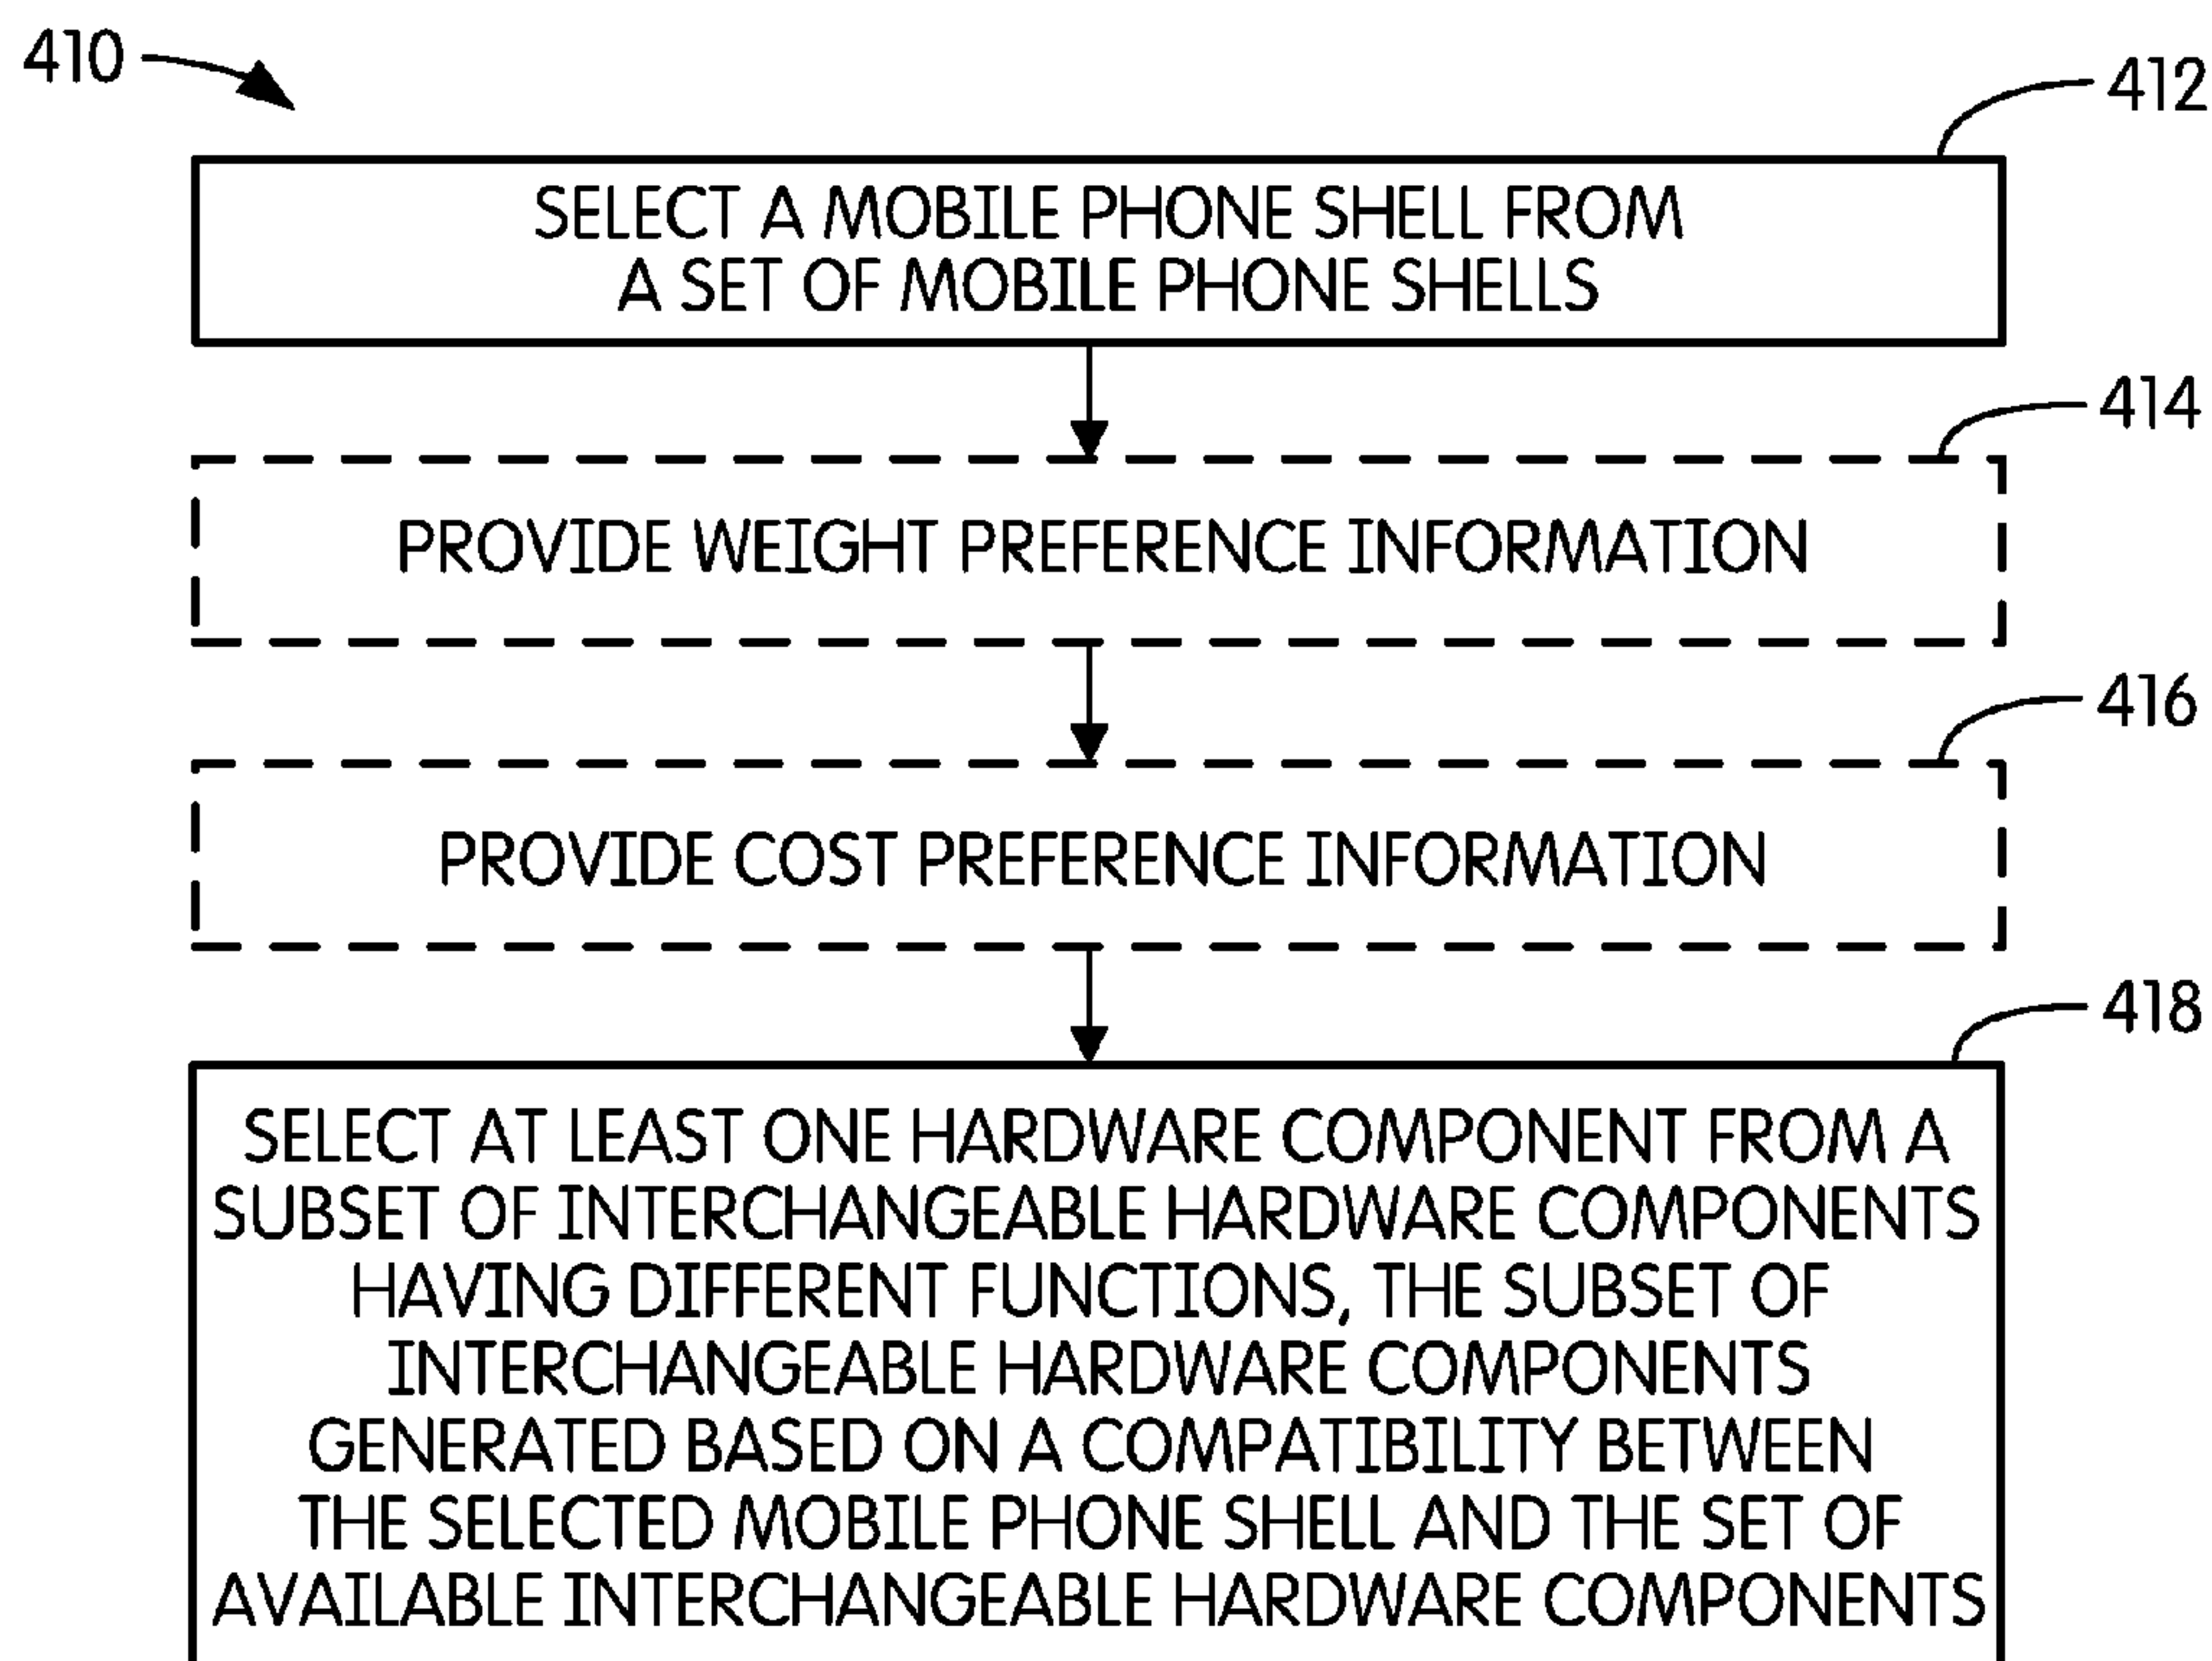 410
412
SELECT A MOBILE PHONE SHELL FROM
A SET OF MOBILE PHONE SHELLS
414
PROVIDE WEIGHT PREFERENCE INFORMATION
416
PROVIDE COST PREFERENCE INFORMATION
418
SELECT AT LEAST ONE HARDWARE COMPONENT FROM A
SUBSET OF INTERCHANGEABLE HARDWARE COMPONENTS
HAVING DIFFERENT FUNCTIONS, THE SUBSET OF
INTERCHANGEABLE HARDWARE COMPONENTS
GENERATED BASED ON A COMPATIBILITY BETWEEN
THE SELECTED MOBILE PHONE SHELL AND THE SET OF
AVAILABLE INTERCHANGEABLE HARDWARE COMPONENTS